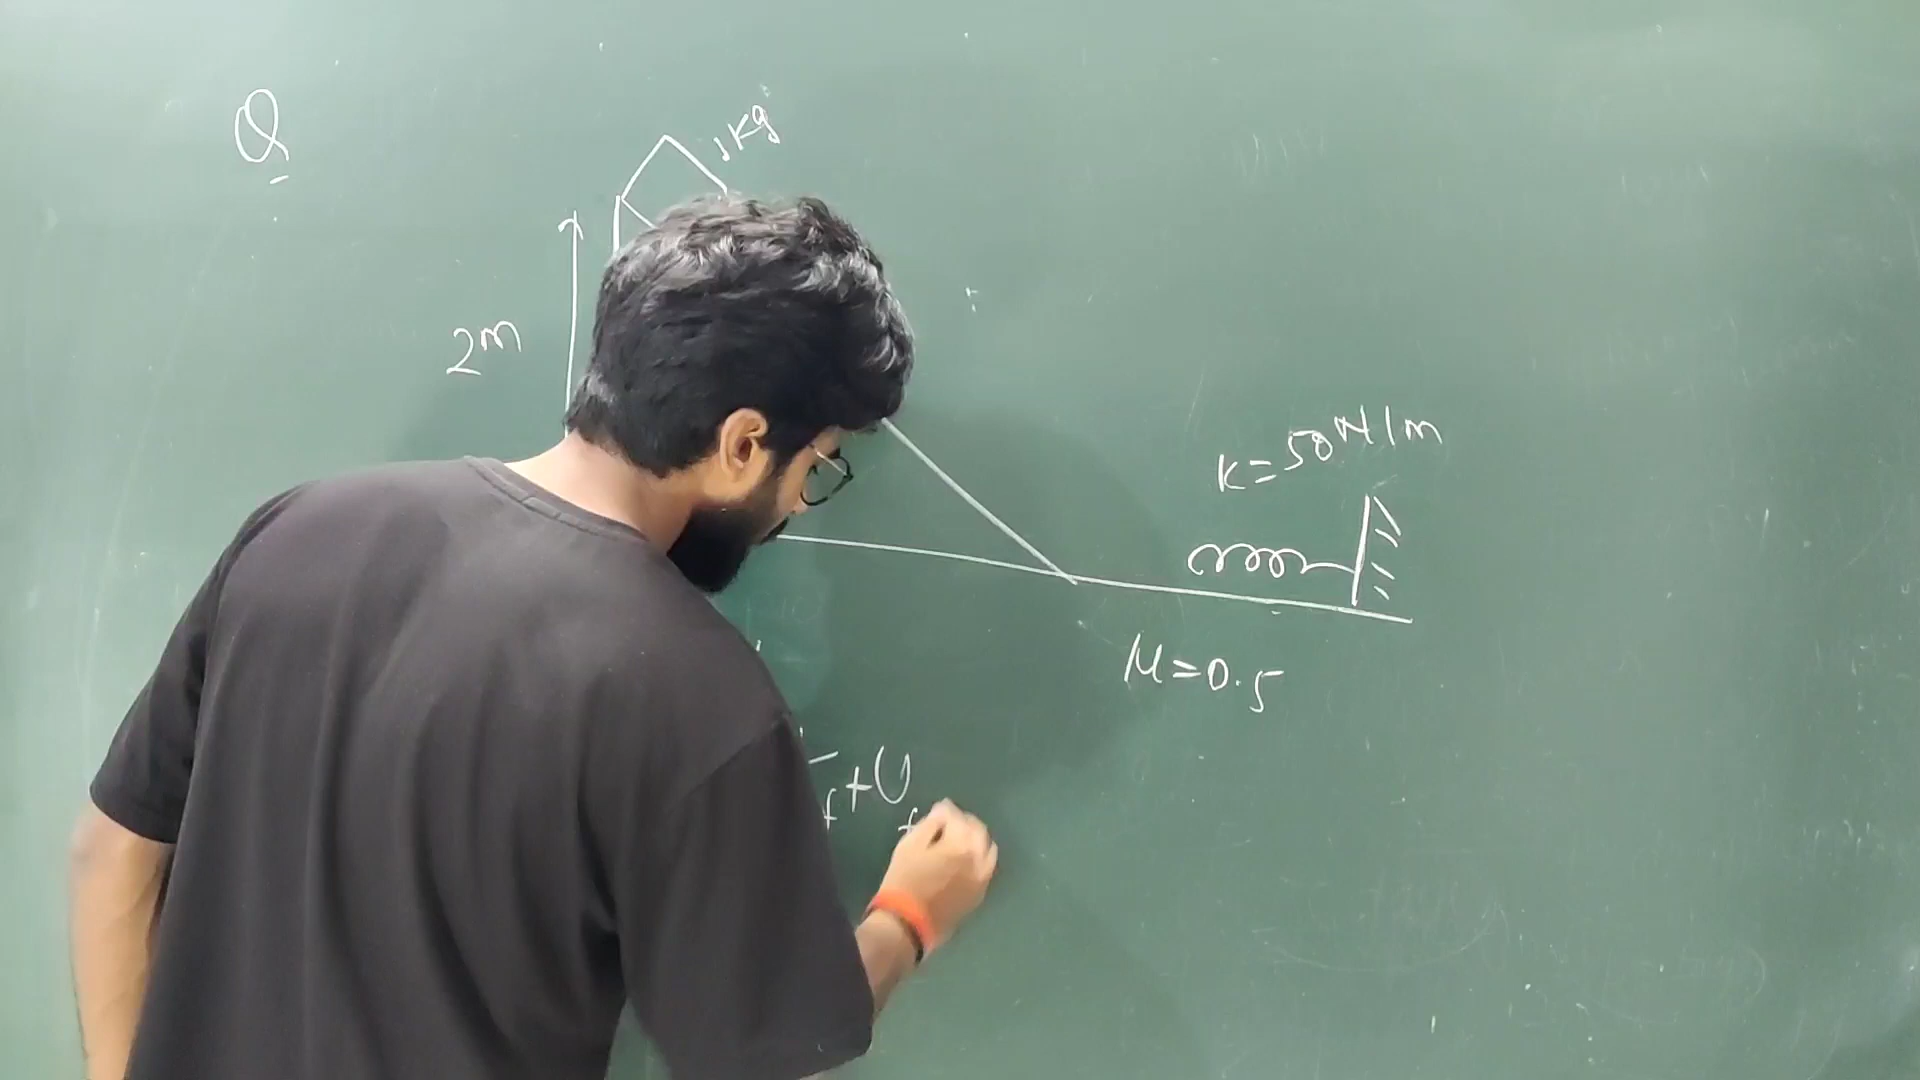 Q
1kg
2m
K=50N/m
μ=0.5
f+U
f